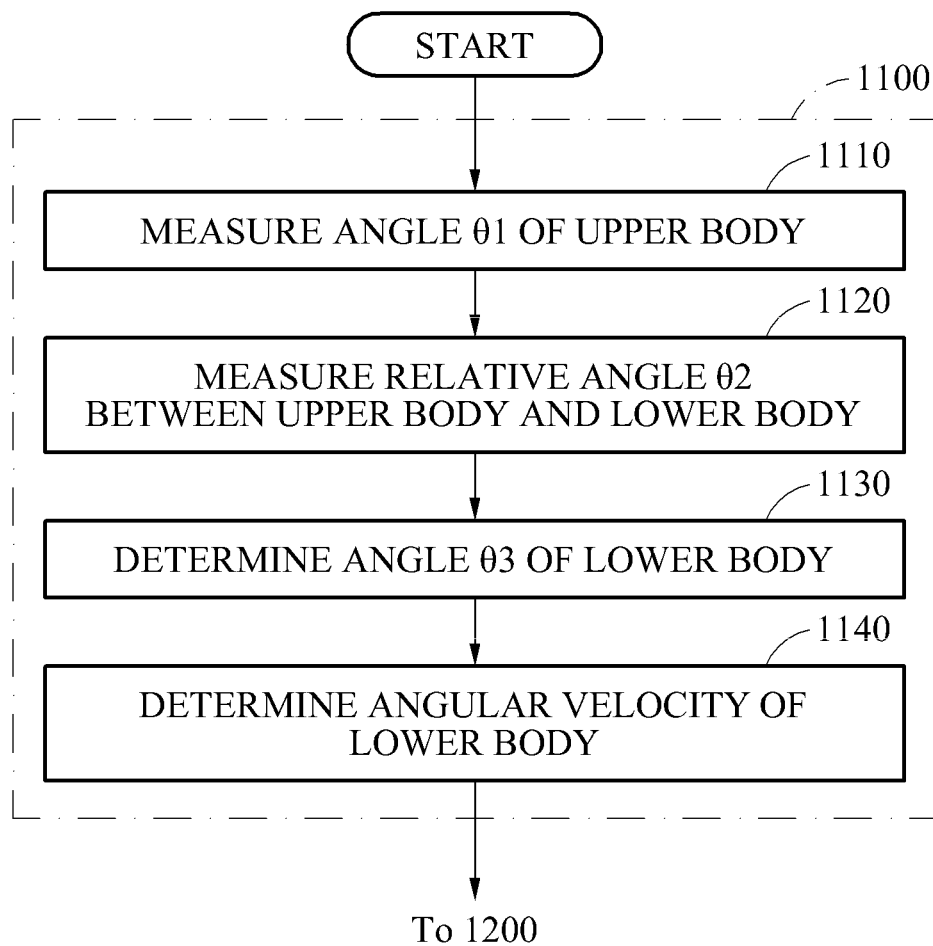 START
1100
1110
MEASURE ANGLE θ1 OF UPPER BODY
1120
MEASURE RELATIVE ANGLE θ2
BETWEEN UPPER BODY AND LOWER BODY
1130
DETERMINE ANGLE θ3 OF LOWER BODY
1140
DETERMINE ANGULAR VELOCITY OF
LOWER BODY
To 1200